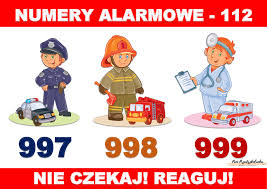 NUMERY ALARMOWE - 112
997 998 999
NIE CZEKAJ! REAGUJ!